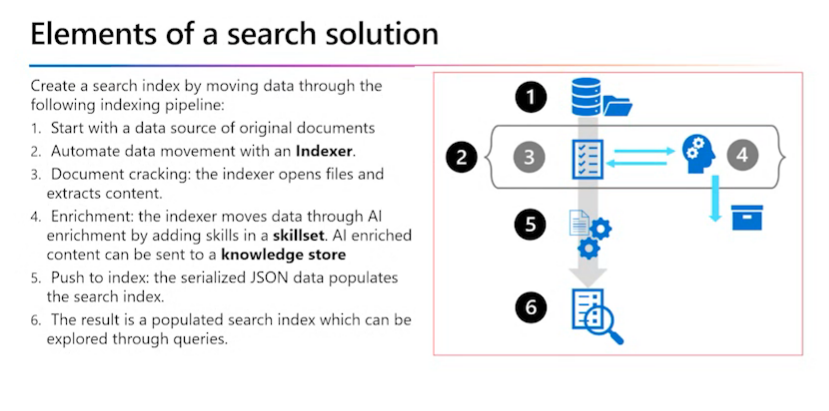 Elements of a search solution
Create a search index by moving data through the
following indexing pipeline:
1. Start with a data source of original documents
2. Automate data movement with an Indexer.
3. Document cracking: the indexer opens files and
extracts content.
4. Enrichment: the indexer moves data through AI
enrichment by adding skills in a skillset. AI enriched
content can be sent to a knowledge store
5. Push to index: the serialized JSON data populates
the search index.
6. The result is a populated search index which can be
explored through queries.
1
2
3
4
5
6